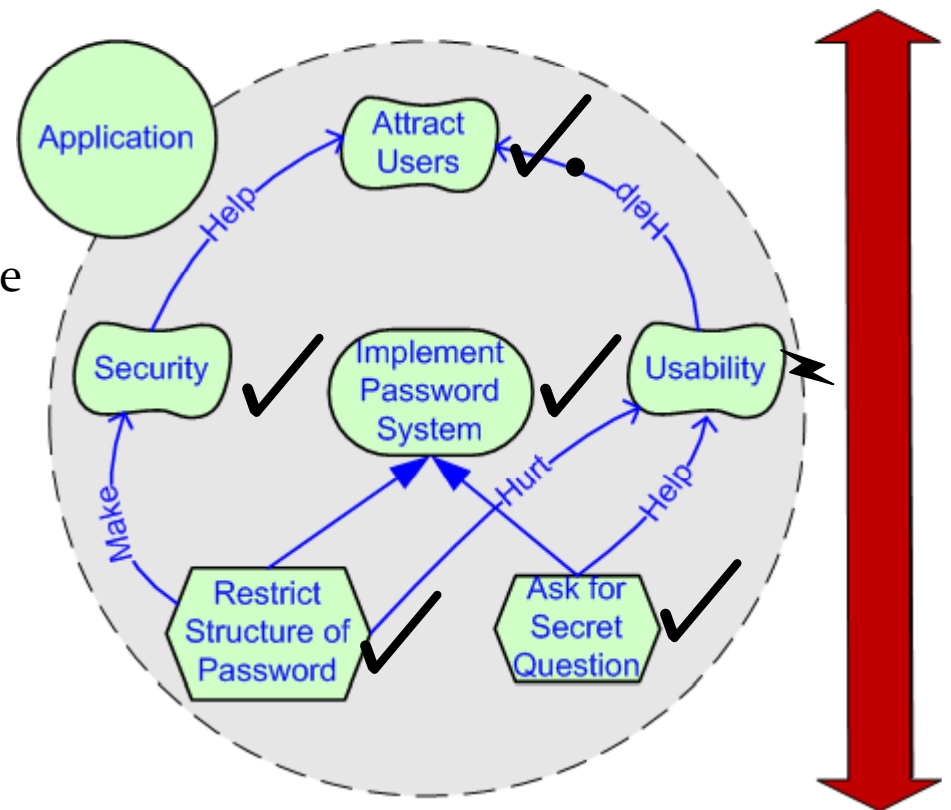 Application
Attract
Users
Help
Help
e
Security
Implement
Password
System
Usability
Make
Hurt
Help
Restrict
Structure of
Password
Ask for
Secret
Question